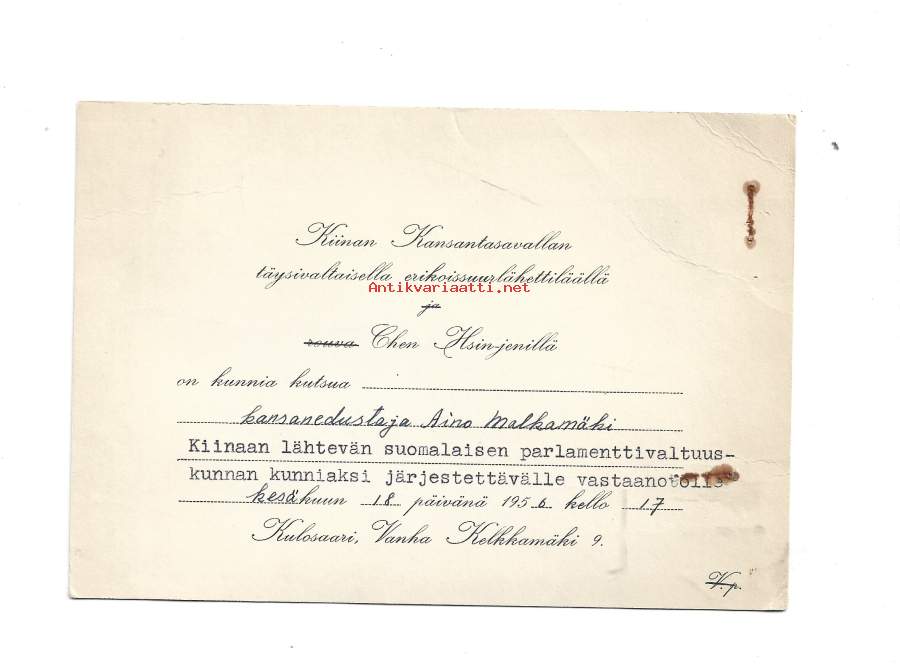 Kiinan Kansantasavallan
täysivaltaisella erikoissuurlähettiläällä
Antikvariaatti.net
ja
rouva Chen Hsin-jenillä
on kunnia kutsua
kansanedustaja Aino Malkamäki
Kiinaan lähtevän suomalaisen parlamenttivaltuus-
kunnan kunniaksi järjestettävälle vastaanotolle
kesäkuun 18 päivänä 1956 kello 17
Kulosaari, Vanha Kelkkamäki 9.
V.p.